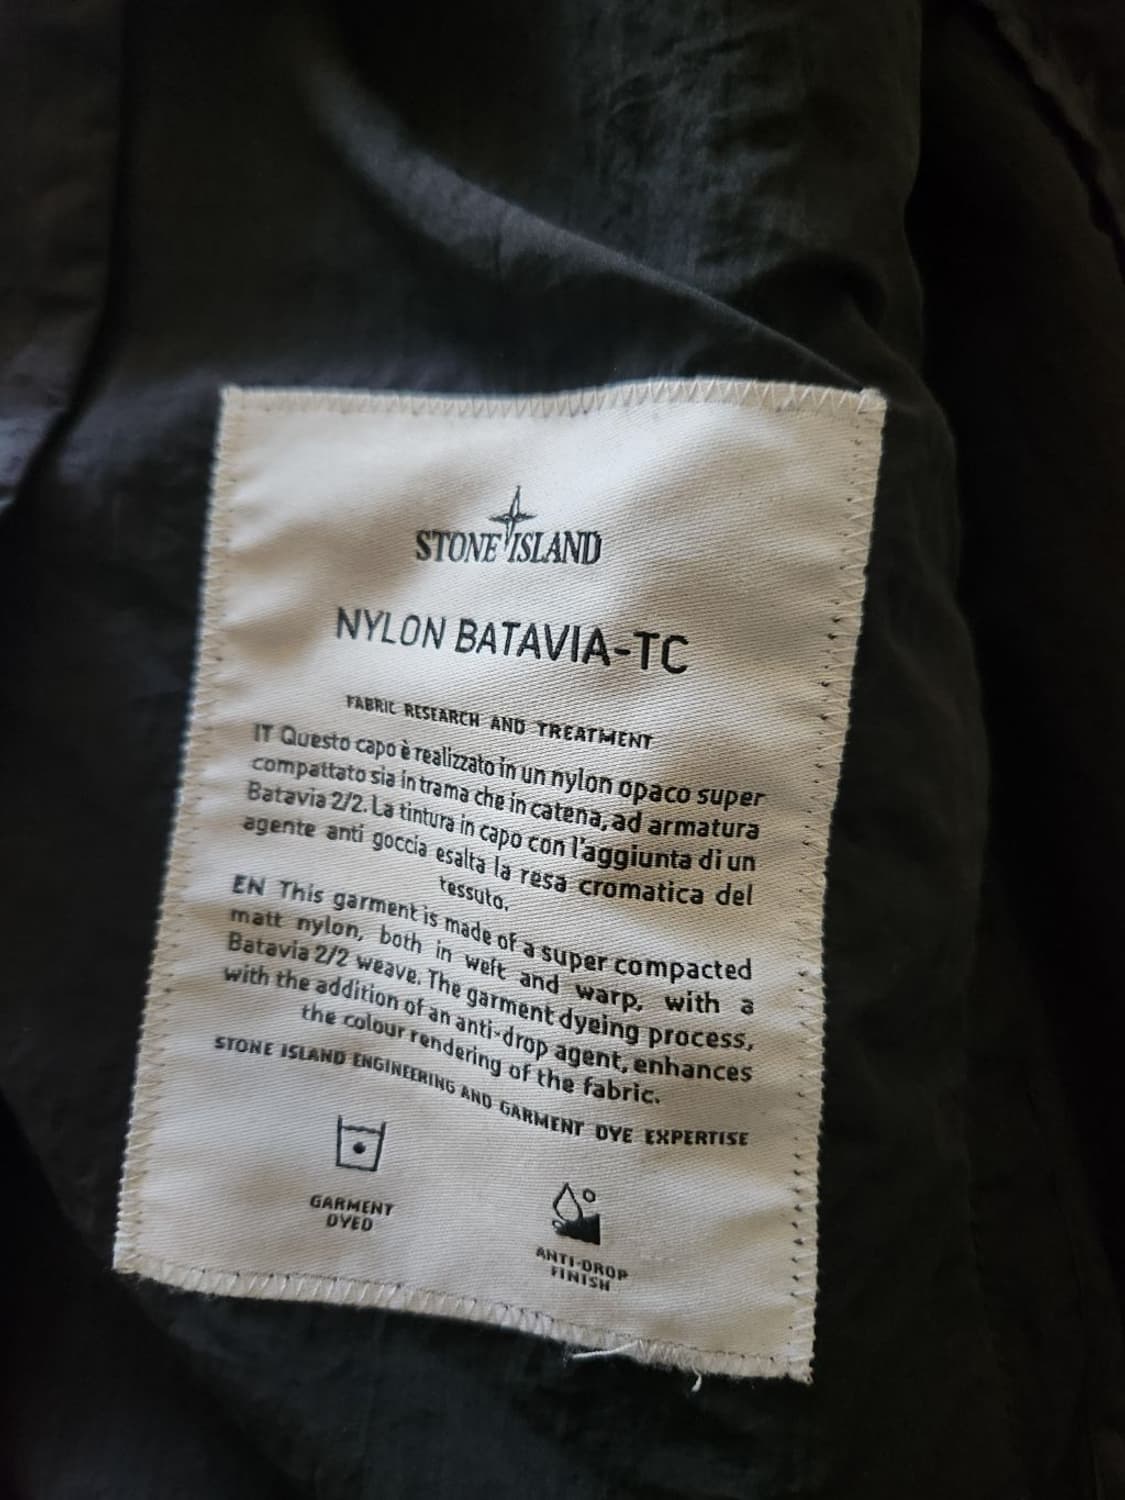 STONE ISLAND
NYLON BATAVIA-TC
FABRIC RESEARCH AND TREATMENT
IT Questo capo è realizzato in un nylon opaco super
compattato sia in trama che in catena, ad armatura
Batavia 2/2. La tintura in capo con l'aggiunta di un
agente anti goccia esalta la resa cromatica del
tessuto.
EN This garment is made of a super compacted
matt nylon, both in weft and warp, with a
Batavia 2/2 weave. The garment dyeing process,
with the addition of an anti-drop agent, enhances
the colour rendering of the fabric.
STONE ISLAND ENGINEERING AND GARMENT DYE EXPERTISE
GARMENT
DYED
ANTI-DROP
FINISH